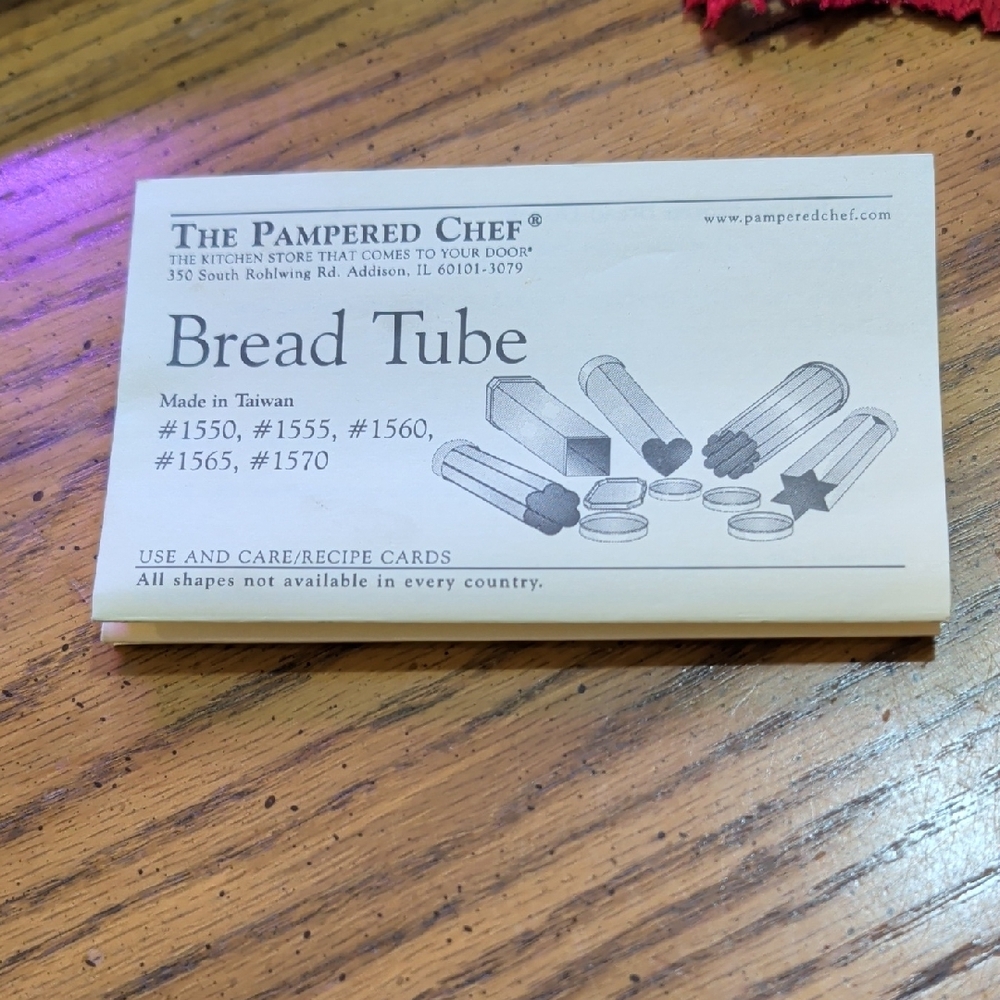 THE PAMPERED CHEF®
www.pamperedchef.com
THE KITCHEN STORE THAT COMES TO YOUR DOOR®
350 South Rohlwing Rd. Addison, IL 60101-3079
Bread Tube
Made in Taiwan
#1550, #1555, #1560,
#1565, #1570
USE AND CARE/RECIPE CARDS
All shapes not available in every country.